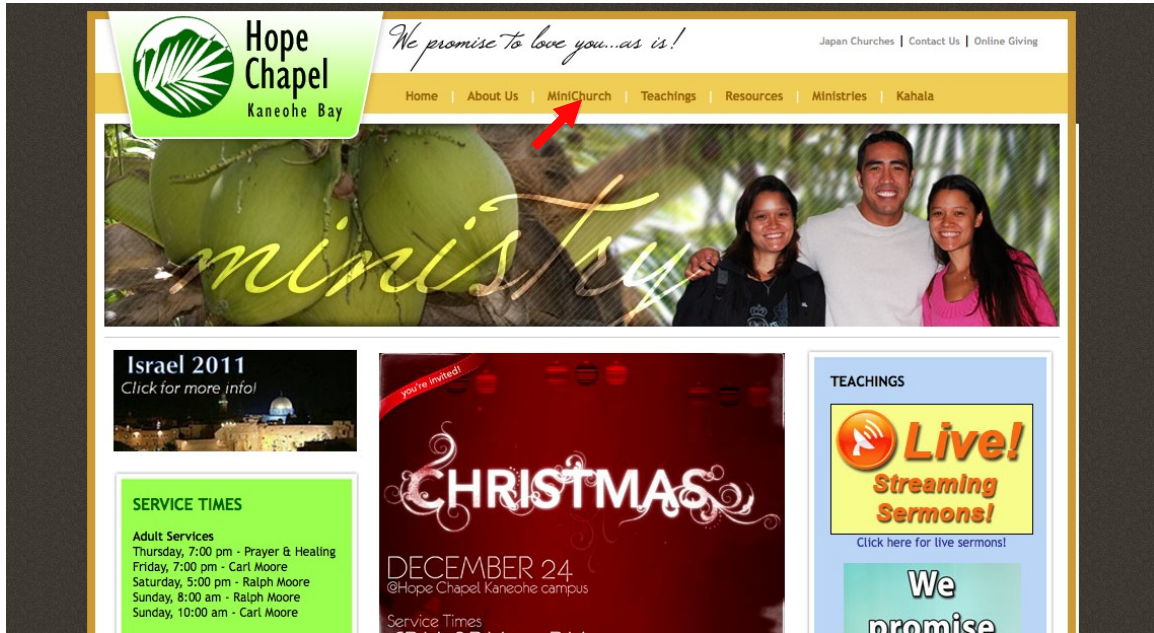 Hope
Chapel
Kaneohe Bay
We promise to love you...as is!
Japan Churches | Contact Us | Online Giving
Home | About Us | MiniChurch | Teachings | Resources | Ministries | Kahala
ministry
Israel 2011
Click for more info!
SERVICE TIMES
Adult Services
Thursday, 7:00 pm - Prayer & Healing
Friday, 7:00 pm - Carl Moore
Saturday, 5:00 pm - Ralph Moore
Sunday, 8:00 am - Ralph Moore
Sunday, 10:00 am - Carl Moore
you're invited!
CHRISTMAS
DECEMBER 24
@Hope Chapel Kaneohe campus
Service Times
TEACHINGS
Live!
Streaming
Sermons!
Click here for live sermons!
We
promise